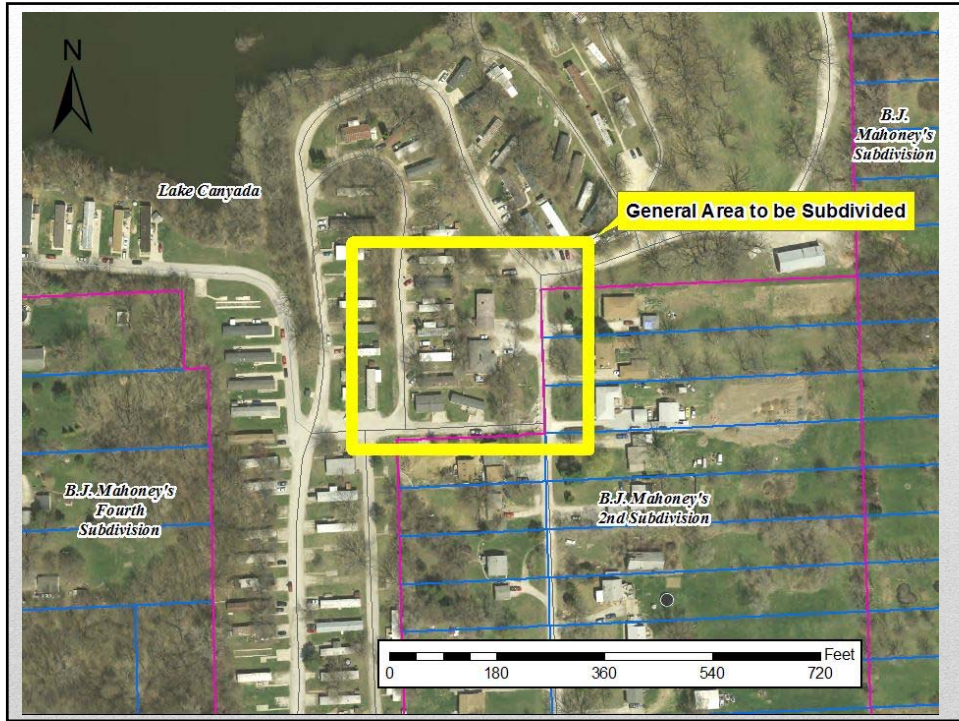 N
B.J.
Mahoney's
Subdivision
Lake Canyada
General Area to be Subdivided
B.J. Mahoney's
Fourth
Subdivision
B.J. Mahoney's
2nd Subdivision
Feet
0 180 360 540 720